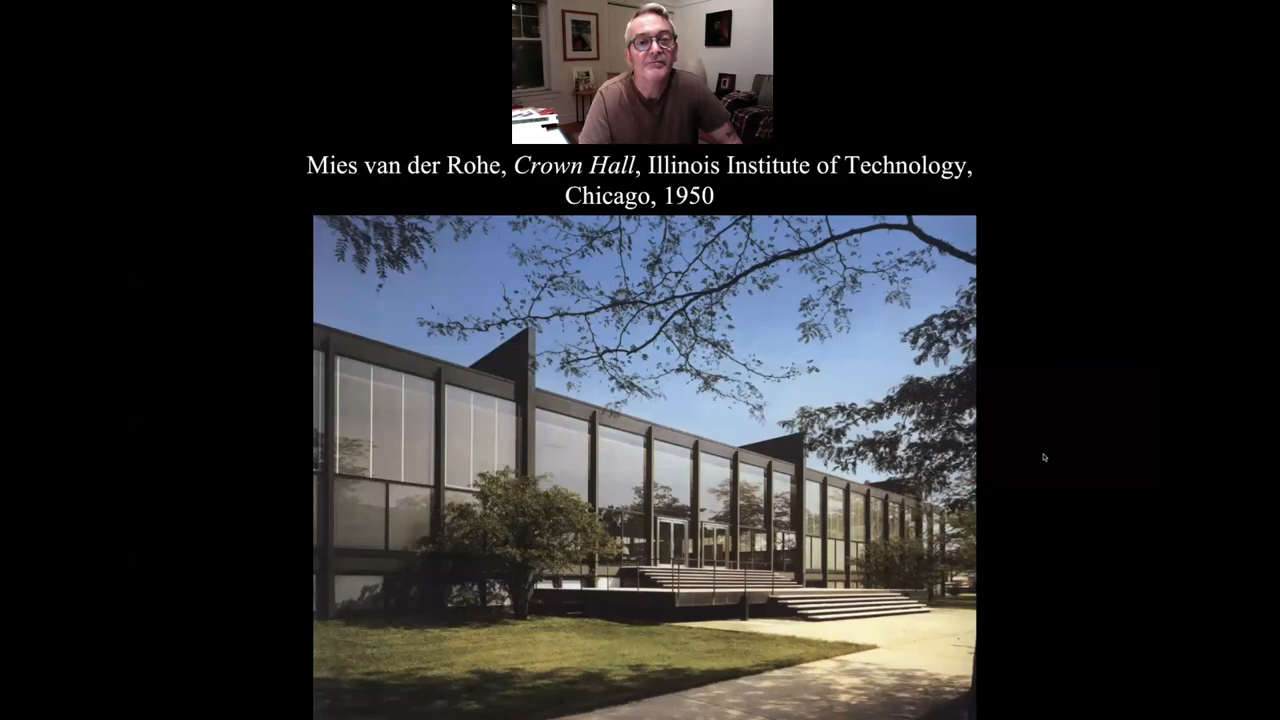 Mies van der Rohe, Crown Hall, Illinois Institute of Technology,
Chicago, 1950